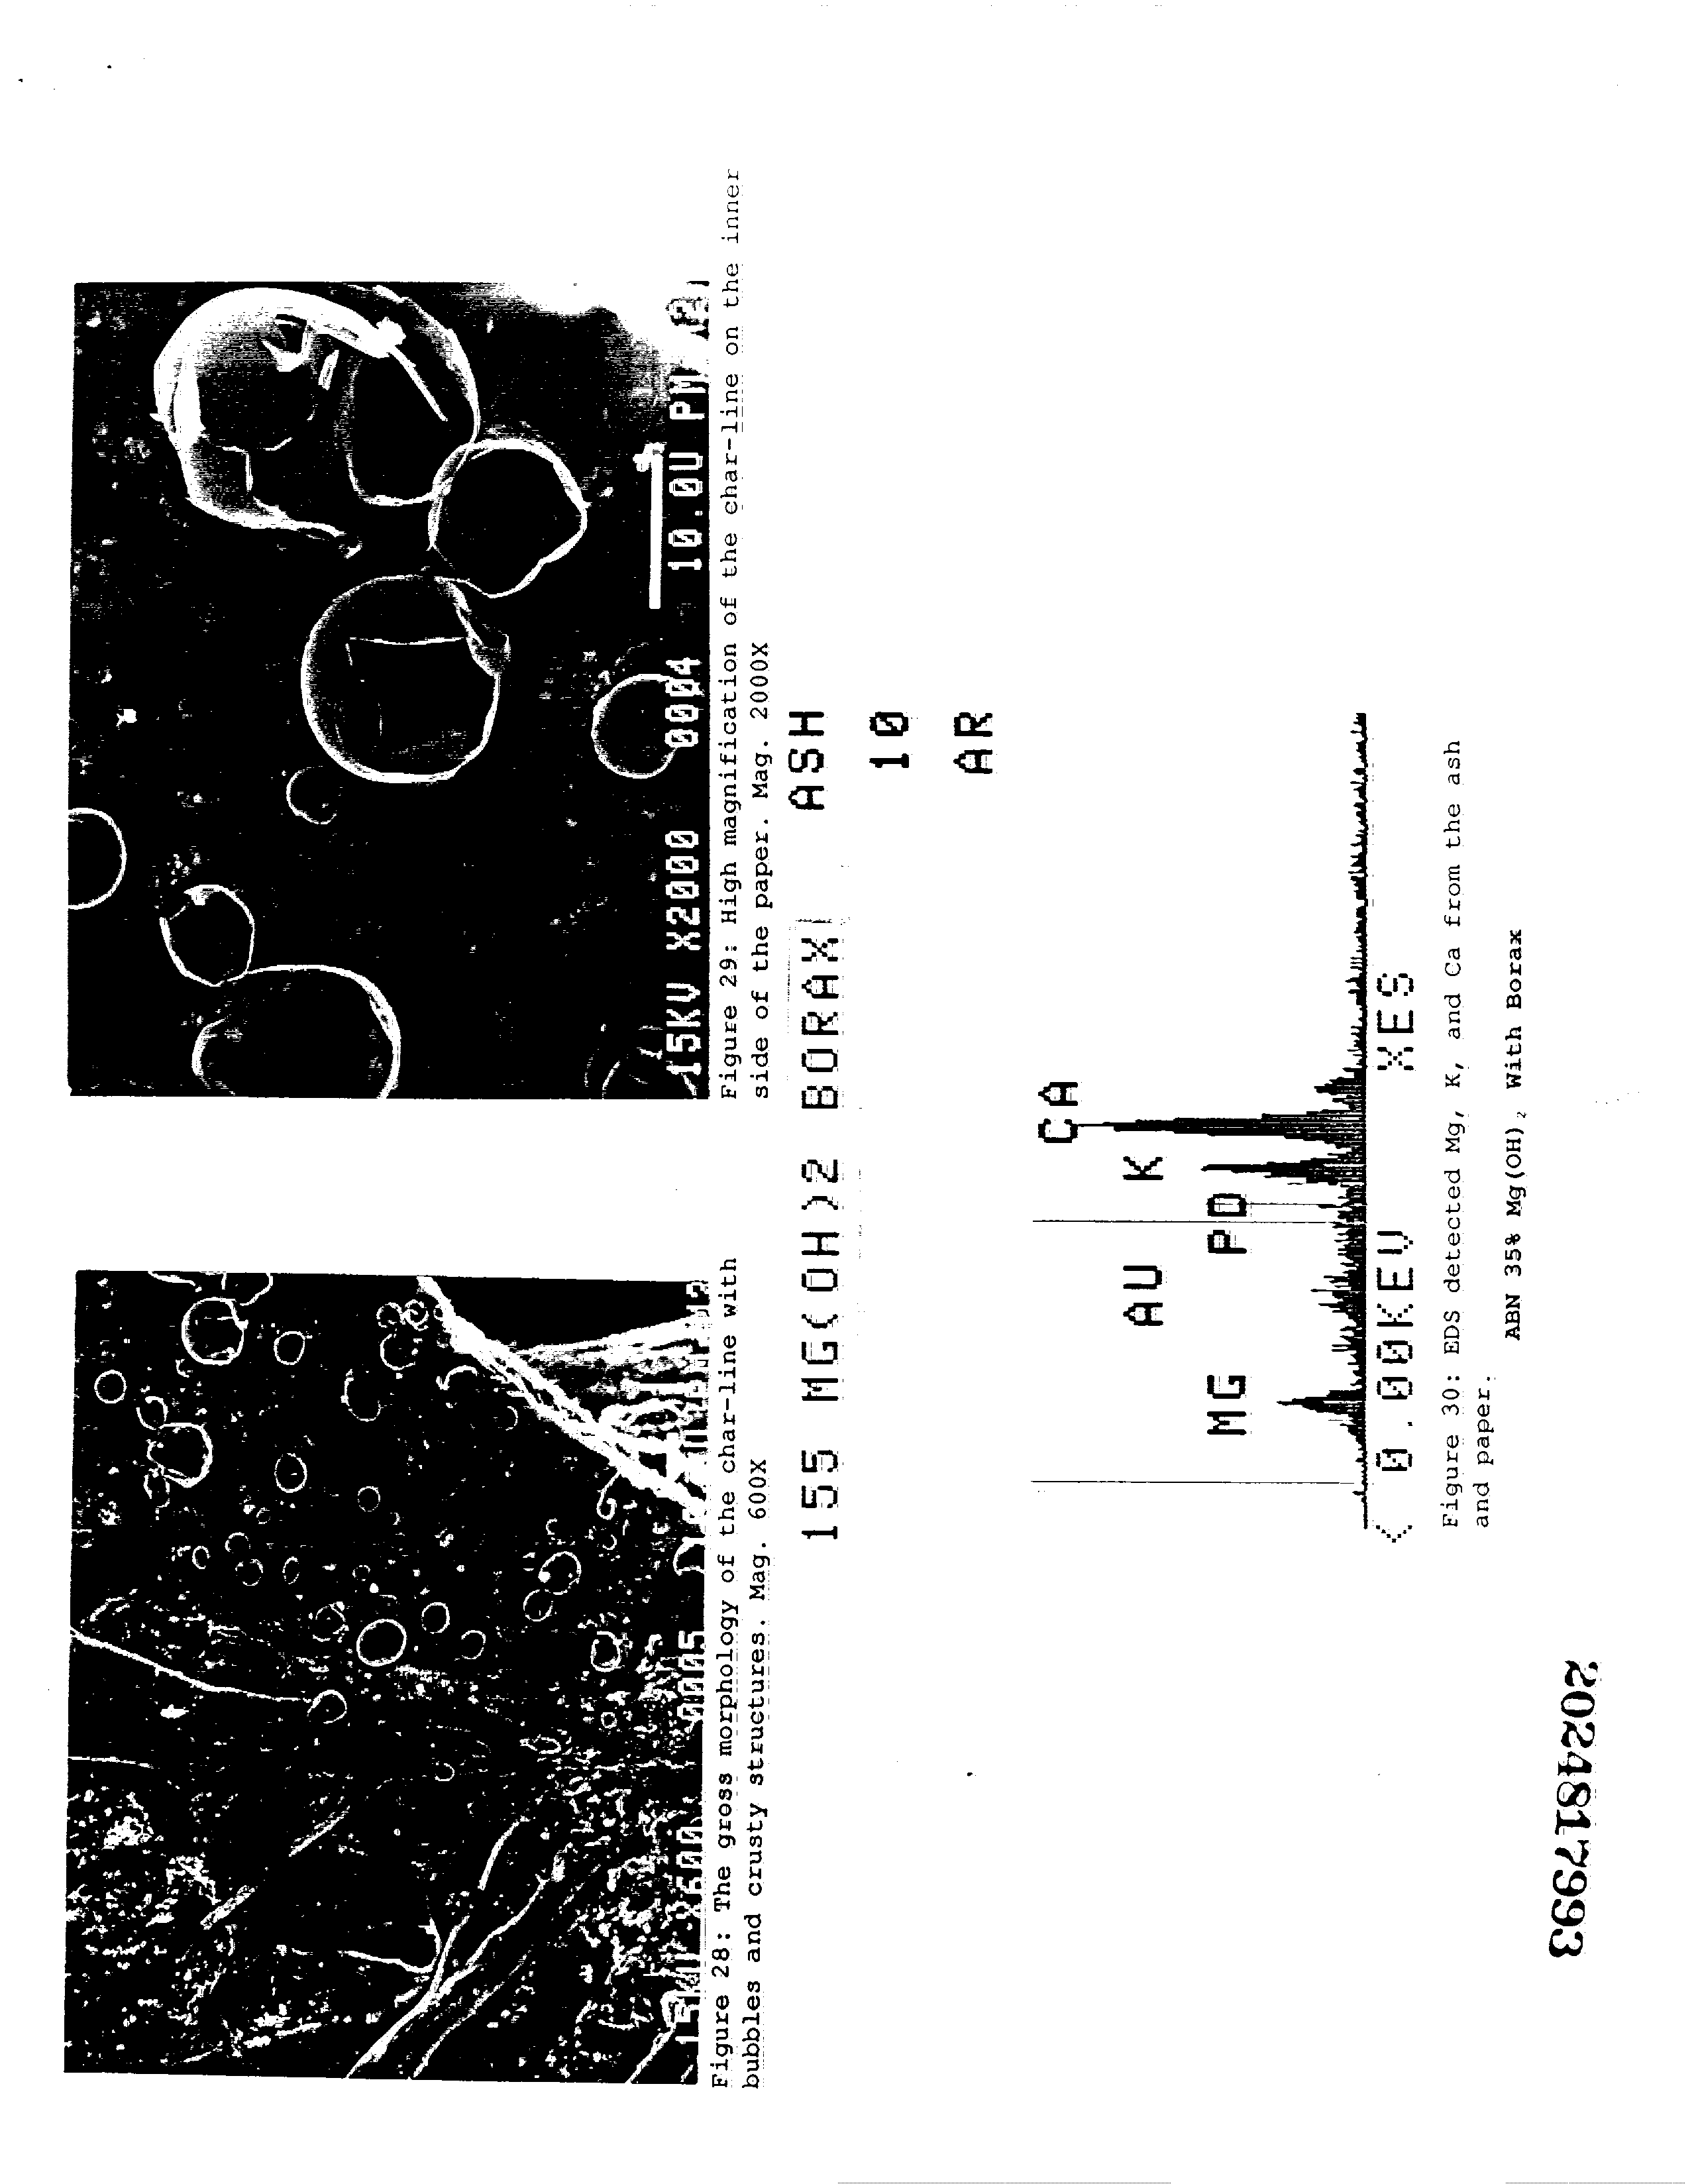 15KV X600 0005
Figure 28: The gross morphology of the char-line with
bubbles and crusty structures. Mag. 600X
15KV X2000 0004 10.0U PM
Figure 29: High magnification of the char-line on the inner
side of the paper. Mag. 2000X
155 MG(OH)2 BORAX ASH
10
AR
CA
AU K
MG PD
< 0.00KEV XES
Figure 30: EDS detected Mg, K, and Ca from the ash
and paper.
ABN 35% Mg(OH)₂ With Borax
2024817993